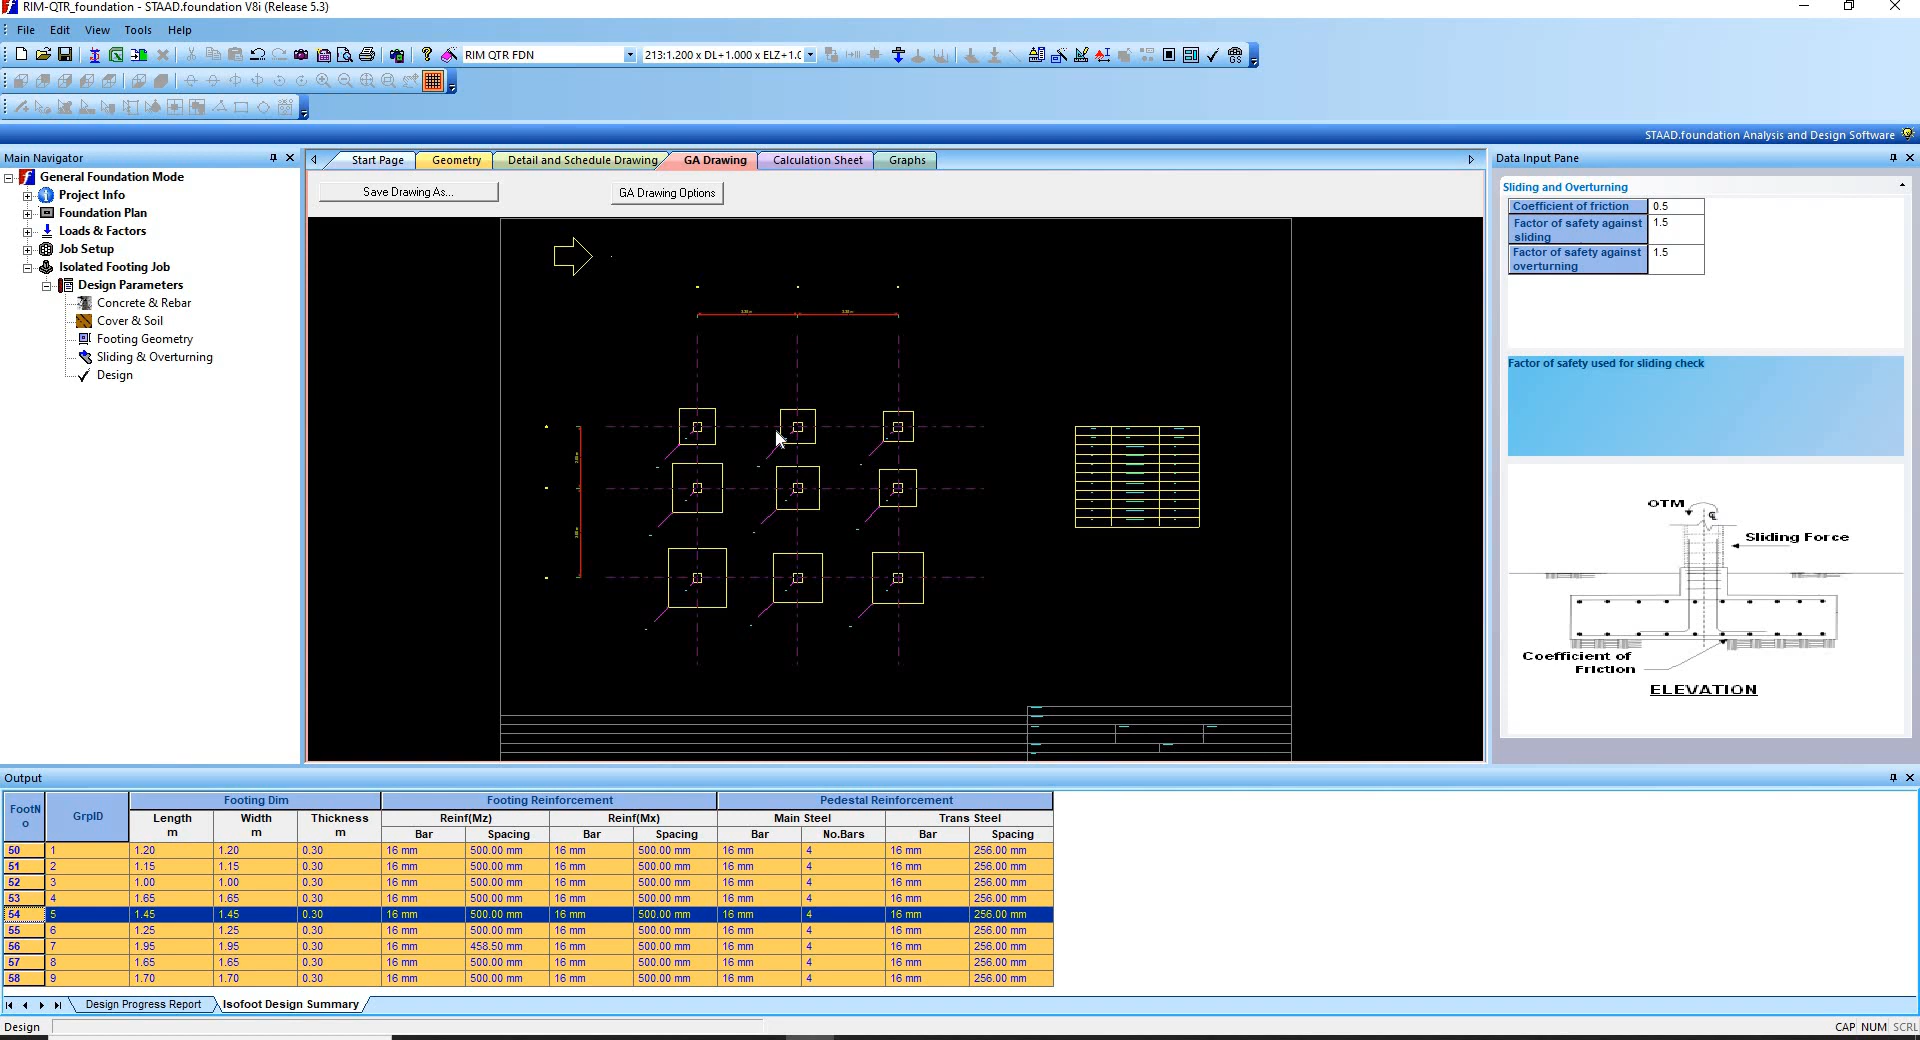 RIM-QTR_foundation - STAAD.foundation V8i (Release 5.3)
File Edit View Tools Help
RIM QTR FDN 213:1.200 x DL+1.000 x ELZ+1.(
STAAD.foundation Analysis and Design Software
Main Navigator
General Foundation Mode
Project Info
Foundation Plan
Loads & Factors
Job Setup
Isolated Footing Job
Design Parameters
Concrete & Rebar
Cover & Soil
Footing Geometry
Sliding & Overturning
Design
Start Page Geometry Detail and Schedule Drawing GA Drawing Calculation Sheet Graphs
Save Drawing As... GA Drawing Options
Data Input Pane
Sliding and Overturning
Coefficient of friction 0.5
Factor of safety against sliding 1.5
Factor of safety against overturning 1.5
Factor of safety used for sliding check
OTM
Sliding Force
Coefficient of
Friction
ELEVATION
Output
FootN o GrpID Footing Dim Footing Reinforcement Pedestal Reinforcement
Length m Width m Thickness m Reinf(Mz) Reinf(Mx) Main Steel Trans Steel
Bar Spacing Bar Spacing Bar No.Bars Bar Spacing
50 1 1.20 1.20 0.30 16 mm 500.00 mm 16 mm 500.00 mm 16 mm 4 16 mm 256.00 mm
51 2 1.15 1.15 0.30 16 mm 500.00 mm 16 mm 500.00 mm 16 mm 4 16 mm 256.00 mm
52 3 1.00 1.00 0.30 16 mm 500.00 mm 16 mm 500.00 mm 16 mm 4 16 mm 256.00 mm
53 4 1.65 1.65 0.30 16 mm 500.00 mm 16 mm 500.00 mm 16 mm 4 16 mm 256.00 mm
54 5 1.45 1.45 0.30 16 mm 500.00 mm 16 mm 500.00 mm 16 mm 4 16 mm 256.00 mm
55 6 1.25 1.25 0.30 16 mm 500.00 mm 16 mm 500.00 mm 16 mm 4 16 mm 256.00 mm
56 7 1.95 1.95 0.30 16 mm 458.50 mm 16 mm 500.00 mm 16 mm 4 16 mm 256.00 mm
57 8 1.65 1.65 0.30 16 mm 500.00 mm 16 mm 500.00 mm 16 mm 4 16 mm 256.00 mm
58 9 1.70 1.70 0.30 16 mm 500.00 mm 16 mm 500.00 mm 16 mm 4 16 mm 256.00 mm
Design Progress Report Isofoot Design Summary
Design CAP NUM SCRL